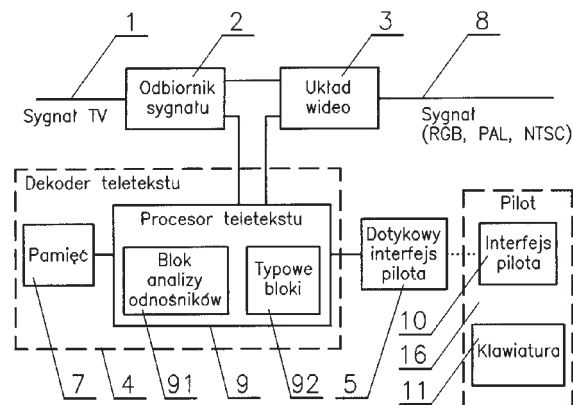 1
2
3
8
Odbiornik
sygnału
Układ
wideo
Sygnał TV
Sygnał
(RGB, PAL, NTSC)
Dekoder teletekstu
Pilot
Procesor teletekstu
Pamięć
Blok
analizy
odnośników
Typowe
bloki
Dotykowy
interfejs
pilota
Interfejs
pilota
10
16
11
Klawiatura
7
4
91
9
92
5